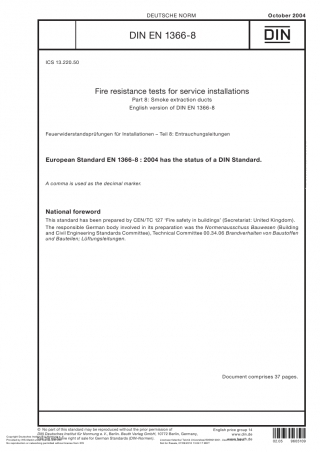 DEUTSCHE NORM
October 2004
DIN EN 1366-8
DIN
ICS 13.220.50
Fire resistance tests for service installations
Part 8: Smoke extraction ducts
English version of DIN EN 1366-8
Feuerwiderstandsprüfungen für Installationen – Teil 8: Entrauchungsleitungen
European Standard EN 1366-8 : 2004 has the status of a DIN Standard.
A comma is used as the decimal marker.
National foreword
This standard has been prepared by CEN/TC 127 'Fire safety in buildings' (Secretariat: United Kingdom).
The responsible German body involved in its preparation was the Normenausschuss Bauwesen (Building
and Civil Engineering Standards Committee), Technical Committee 00.34.06 Brandverhalten von Baustoffen
und Bauteilen; Lüftungsleitungen.
Document comprises 37 pages.
© No part of this standard may be reproduced without the prior permission of
DIN Deutsches Institut für Normung e. V., Berlin. Beuth Verlag GmbH, 10772 Berlin, Germany,
right of sale for German Standards (DIN-Normen).
English price group 14
www.din.de
www.beuth.de